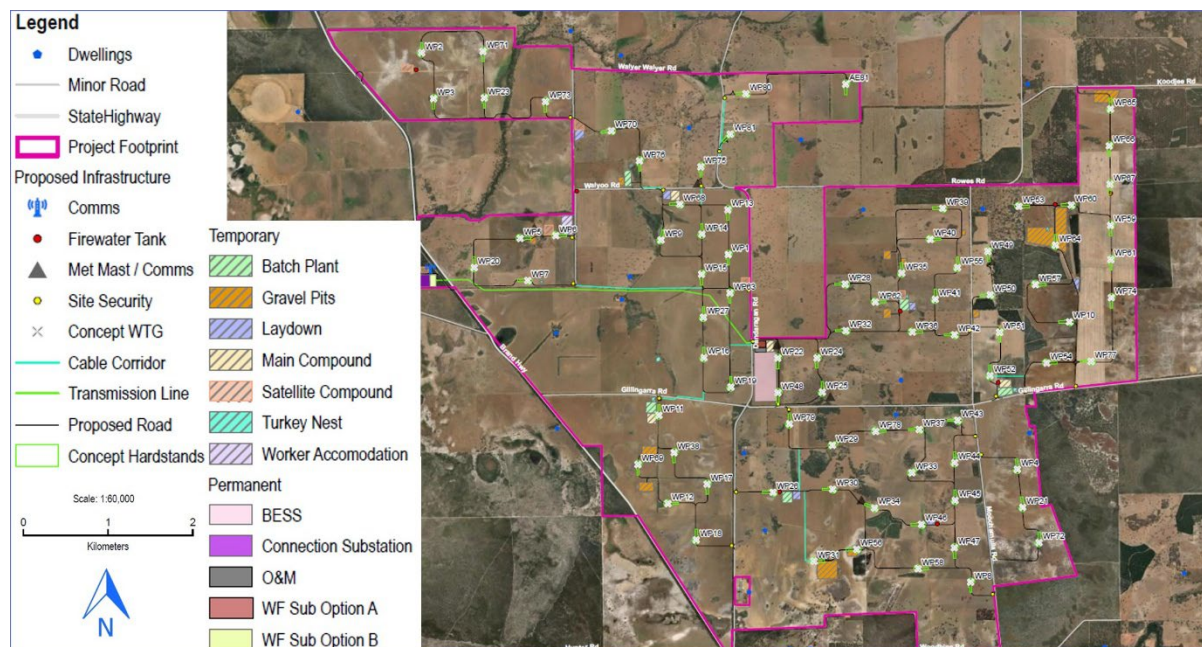 Legend
Dwellings
Minor Road
StateHighway
Project Footprint
Proposed Infrastructure
Comms
Firewater Tank
Met Mast / Comms
Site Security
Concept WTG
Cable Corridor
Transmission Line
Proposed Road
Concept Hardstands
Scale: 1:60,000
0 1 2
Kilometers
N
Temporary
Batch Plant
Gravel Pits
Laydown
Main Compound
Satellite Compound
Turkey Nest
Worker Accomodation
Permanent
BESS
Connection Substation
O&M
WF Sub Option A
WF Sub Option B
WP2
WP71
WP3
WP23
WP73
Walyer Walyer Rd
WP80
AE81
Koodjee Rd
WP65
WP70
WP61
WP66
WP76
WP75
Walyoo Rd
Rowes Rd
WP67
WP68
WP13
WP39
WP53
WP60
WP5
WP6
WP9
WP14
WP40
WP59
WP1
WP49
WP20
WP7
WP15
WP35
WP55
WP63
WP28
WP41
WP50
WP57
WP74
WP27
WP32
WP36
WP42
WP51
WP10
Brand Hwy
WP16
WP22
WP24
WP54
WP77
WP52
Gillingarra Rd
WP19
WP48
WP25
Gillingarra Rd
WP11
WP79
WP78
WP37
WP43
WP38
WP29
WP69
WP33
WP44
WP4
WP17
WP26
WP30
WP12
WP34
WP45
WP21
WP46
WP18
WP56
WP47
WP72
WP31
WP58
WP8